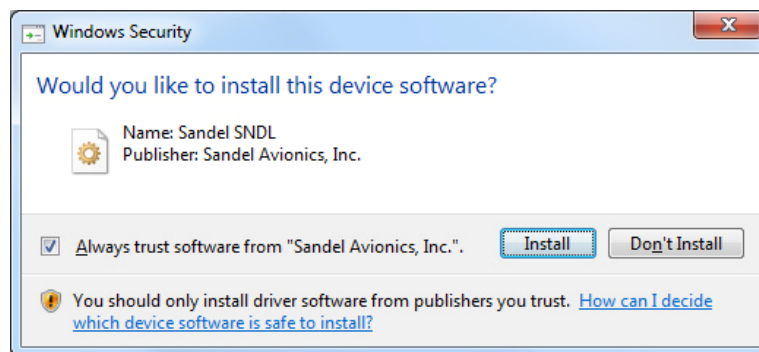 Windows Security
Would you like to install this device software?
Name: Sandel SNDL
Publisher: Sandel Avionics, Inc.
Always trust software from "Sandel Avionics, Inc.". Install Don't Install
You should only install driver software from publishers you trust. How can I decide
which device software is safe to install?